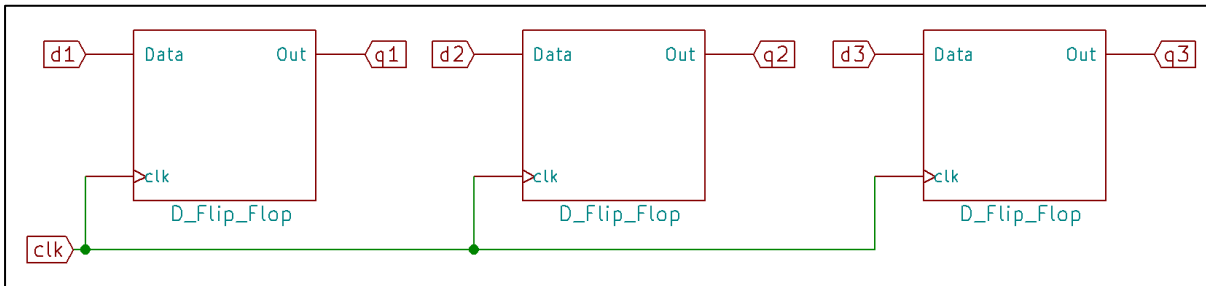 d1 Data Out q1 d2 Data Out q2 d3 Data Out q3
clk clk clk
D_Flip_Flop D_Flip_Flop D_Flip_Flop
clk